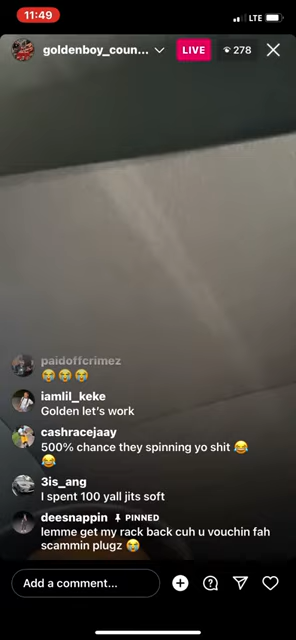 11:49
LTE
goldenboy_coun...
LIVE
278
paidoffcrimez
😭😭😭
iamlil_keke
Golden let's work
cashracejaay
500% chance they spinning yo shit 😂
😭
3is_ang
I spent 100 yall jits soft
deesnappin PINNED
lemme get my rack back cuh u vouchin fah
scammin plugz 😭
Add a comment...